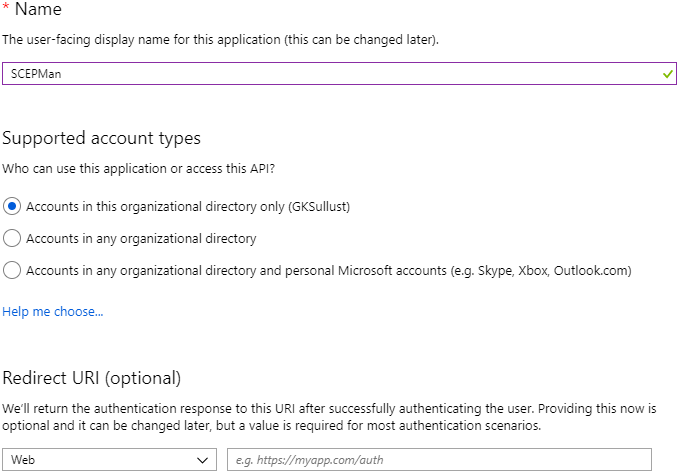 * Name
The user-facing display name for this application (this can be changed later).
SCEPMan
Supported account types
Who can use this application or access this API?
Accounts in this organizational directory only (GKSullust)
Accounts in any organizational directory
Accounts in any organizational directory and personal Microsoft accounts (e.g. Skype, Xbox, Outlook.com)
Help me choose...
Redirect URI (optional)
We'll return the authentication response to this URI after successfully authenticating the user. Providing this now is
optional and it can be changed later, but a value is required for most authentication scenarios.
Web
e.g. https://myapp.com/auth